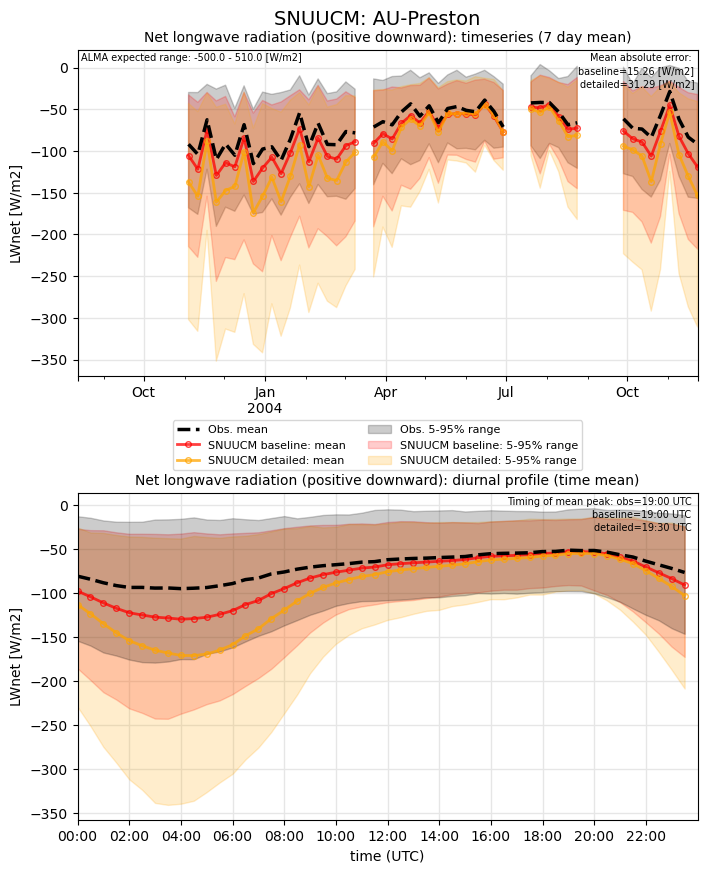 SNUUCM: AU-Preston
Net longwave radiation (positive downward): timeseries (7 day mean)
ALMA expected range: -500.0 - 510.0 [W/m2]
Mean absolute error:
baseline=15.26 [W/m2]
detailed=31.29 [W/m2]
LWnet [W/m2]
0
−50
−100
−150
−200
−250
−300
−350
Oct
Jan
2004
Apr
Jul
Oct
Obs. mean
SNUUCM baseline: mean
SNUUCM detailed: mean
Obs. 5-95% range
SNUUCM baseline: 5-95% range
SNUUCM detailed: 5-95% range
Net longwave radiation (positive downward): diurnal profile (time mean)
Timing of mean peak: obs=19:00 UTC
baseline=19:00 UTC
detailed=19:30 UTC
LWnet [W/m2]
0
−50
−100
−150
−200
−250
−300
−350
00:00
02:00
04:00
06:00
08:00
10:00
12:00
14:00
16:00
18:00
20:00
22:00
time (UTC)